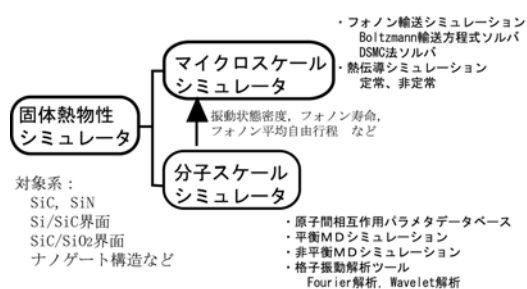 ・フォノン輸送シミュレーション
Boltzmann輸送方程式ソルバ
DSMC法ソルバ
・熱伝導シミュレーション
定常、非定常
マイクロスケール
シミュレータ
固体熱物性
シミュレータ
振動状態密度, フォノン寿命,
フォノン平均自由行程 など
分子スケール
シミュレータ
対象系：
SiC, SiN
Si/SiC界面
SiC/SiO2界面
ナノゲート構造など
・原子間相互作用パラメタデータベース
・平衡ＭＤシミュレーション
・非平衡ＭＤシミュレーション
・格子振動解析ツール
Fourier解析, Wavelet解析